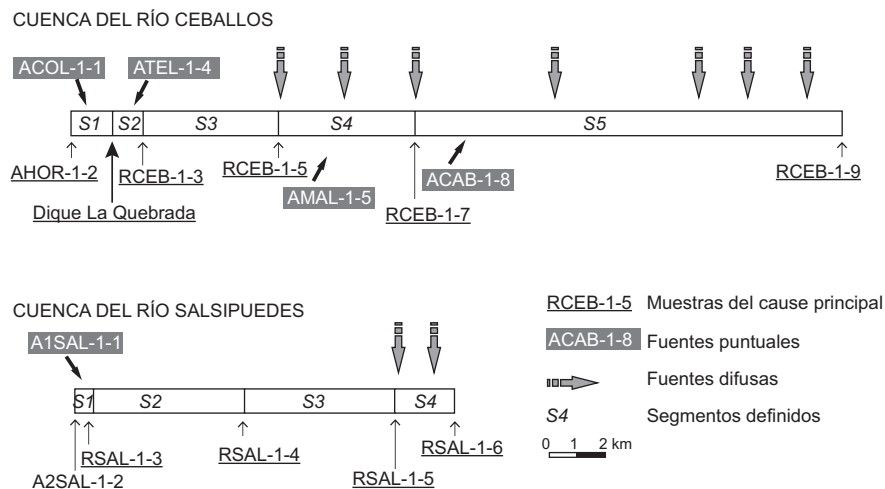 CUENCA DEL RÍO CEBALLOS
ACOL-1-1
ATEL-1-4
S1
S2
S3
S4
S5
AHOR-1-2
RCEB-1-3
RCEB-1-5
AMAL-1-5
ACAB-1-8
RCEB-1-9
Dique La Quebrada
RCEB-1-7
CUENCA DEL RÍO SALSIPUEDES
A1SAL-1-1
S1
S2
S3
S4
RSAL-1-3
RSAL-1-4
RSAL-1-6
A2SAL-1-2
RSAL-1-5
RCEB-1-5 Muestras del cause principal
ACAB-1-8 Fuentes puntuales
Fuentes difusas
S4 Segmentos definidos
0 1 2 km